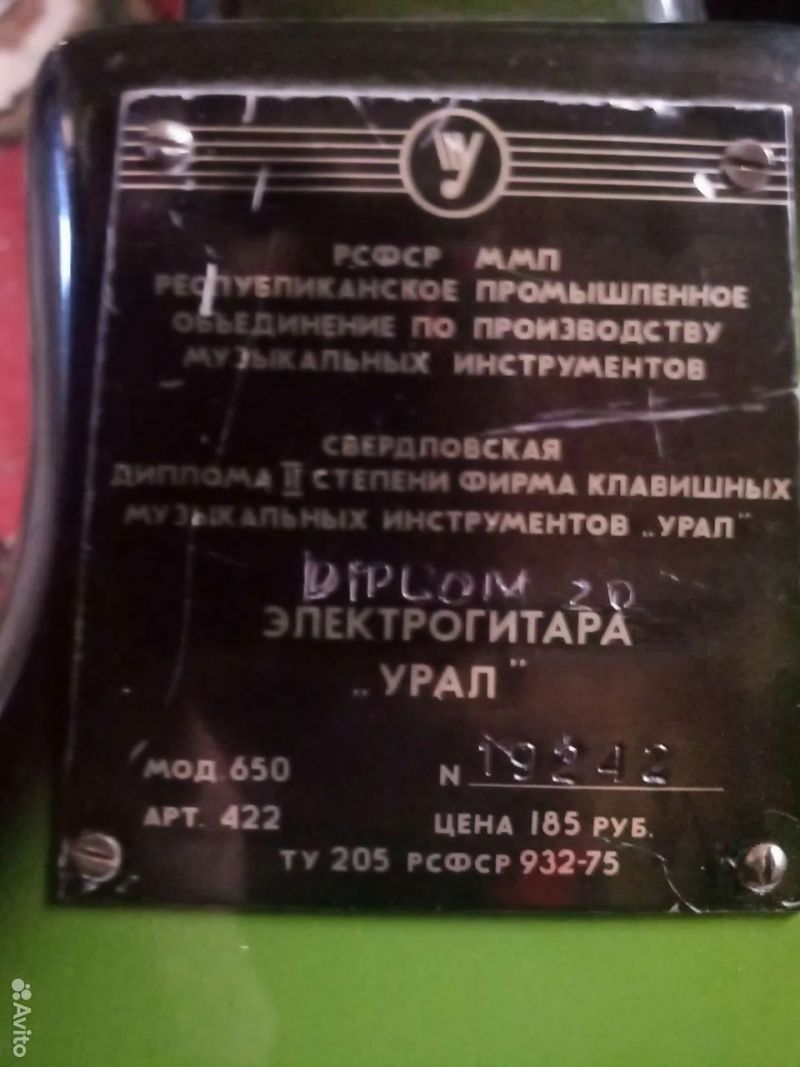 РСФСР ММП
РЕСПУБЛИКАНСКОЕ ПРОМЫШЛЕННОЕ
ОБЪЕДИНЕНИЕ ПО ПРОИЗВОДСТВУ
МУЗЫКАЛЬНЫХ ИНСТРУМЕНТОВ
СВЕРДЛОВСКАЯ
ДИПЛОМА II СТЕПЕНИ ФИРМА КЛАВИШНЫХ
МУЗЫКАЛЬНЫХ ИНСТРУМЕНТОВ „УРАЛ"
DIPLOM 20
ЭЛЕКТРОГИТАРА
„УРАЛ"
МОД. 650 N 19242
АРТ. 422 ЦЕНА 185 РУБ.
ТУ 205 РСФСР 932-75
Avito